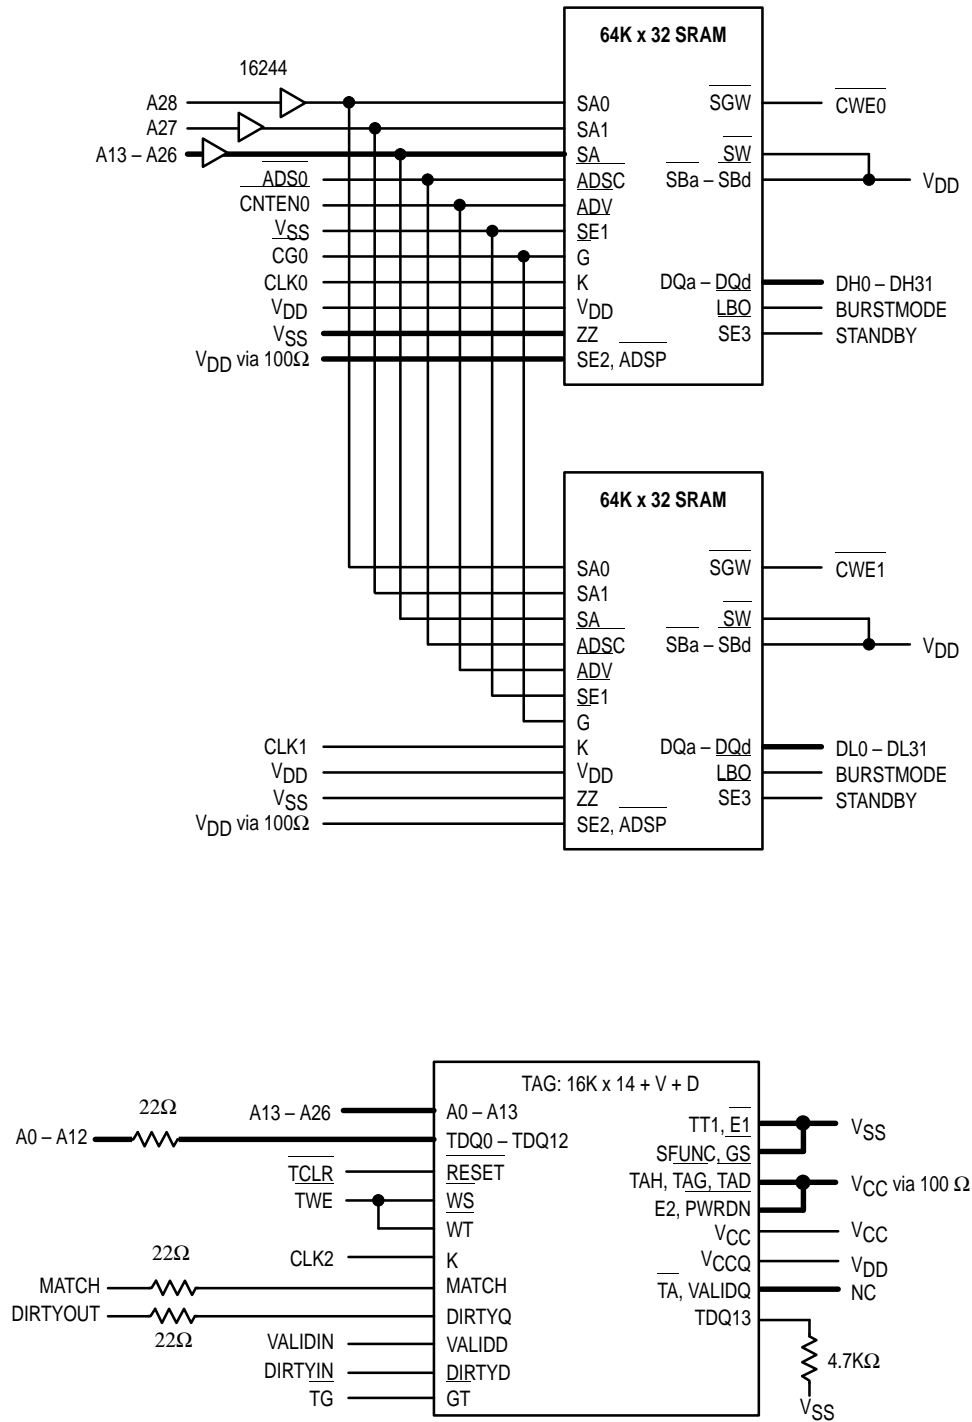 64K x 32 SRAM
16244
A28
SA0
SGW
CWE0
A27
SA1
A13 – A26
SA
SW
ADS0
ADSC
SBa – SBd
VDD
CNTEN0
ADV
VSS
SE1
CG0
G
CLK0
K
DQa – DQd
DH0 – DH31
VDD
VDD
LBO
BURSTMODE
VSS
ZZ
SE3
STANDBY
VDD via 100Ω
SE2, ADSP
64K x 32 SRAM
SA0
SGW
CWE1
SA1
SA
SW
ADSC
SBa – SBd
VDD
ADV
SE1
G
CLK1
K
DQa – DQd
DL0 – DL31
VDD
VDD
LBO
BURSTMODE
VSS
ZZ
SE3
STANDBY
VDD via 100Ω
SE2, ADSP
TAG: 16K x 14 + V + D
22Ω
A13 – A26
A0 – A13
TT1, E1
VSS
A0 – A12
TDQ0 – TDQ12
SFUNC, GS
TCLR
RESET
TAH, TAG, TAD
VCC via 100 Ω
TWE
WS
E2, PWRDN
WT
VCC
VCC
22Ω
CLK2
K
VCCQ
VDD
MATCH
MATCH
TA, VALIDQ
NC
DIRTYOUT
DIRTYQ
TDQ13
22Ω
VALIDIN
VALIDD
4.7KΩ
DIRTYIN
DIRTYD
TG
GT
VSS